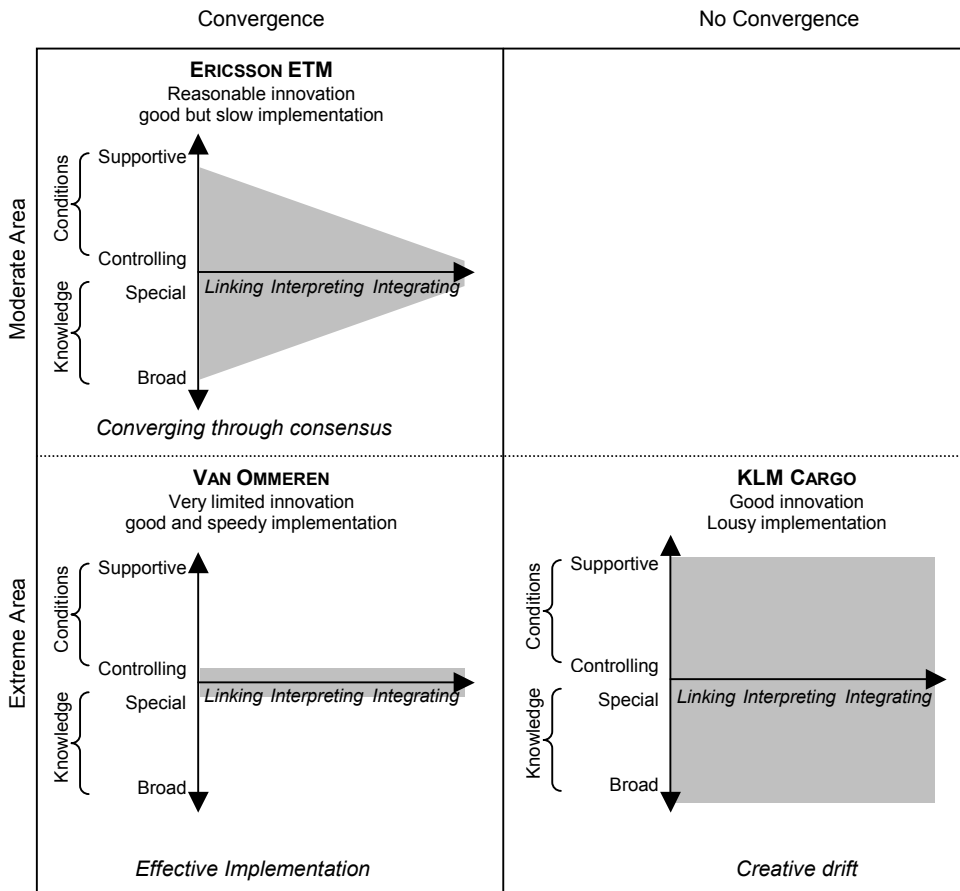 Convergence
No Convergence
Moderate Area
ERICSSON ETM
Reasonable innovation
good but slow implementation
Conditions
Supportive
Controlling
Knowledge
Special
Broad
Linking Interpreting Integrating
Converging through consensus
Extreme Area
VAN OMMEREN
Very limited innovation
good and speedy implementation
Conditions
Supportive
Controlling
Knowledge
Special
Broad
Linking Interpreting Integrating
Effective Implementation
KLM CARGO
Good innovation
Lousy implementation
Conditions
Supportive
Controlling
Knowledge
Special
Broad
Linking Interpreting Integrating
Creative drift